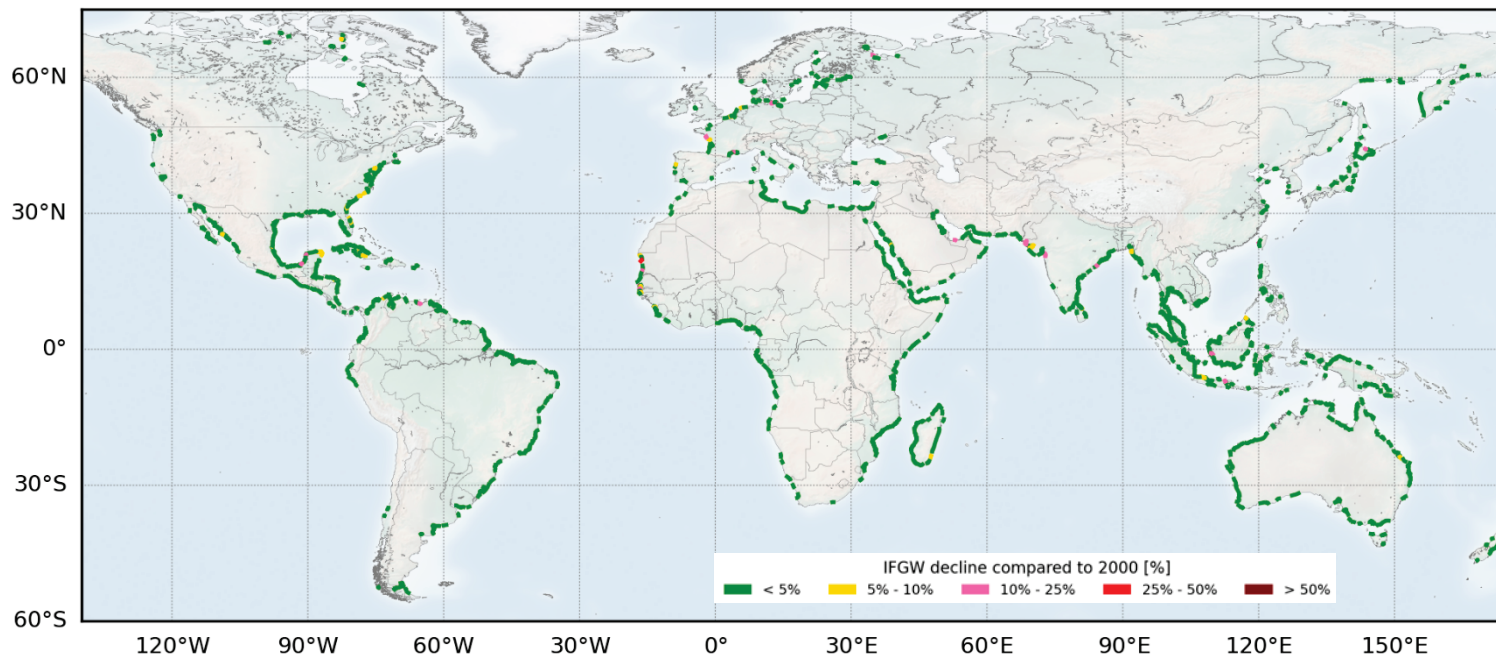 60°N
30°N
0°
30°S
60°S
IFGW decline compared to 2000 [%]
< 5% 5% - 10% 10% - 25% 25% - 50% > 50%
120°W 90°W 60°W 30°W 0° 30°E 60°E 90°E 120°E 150°E